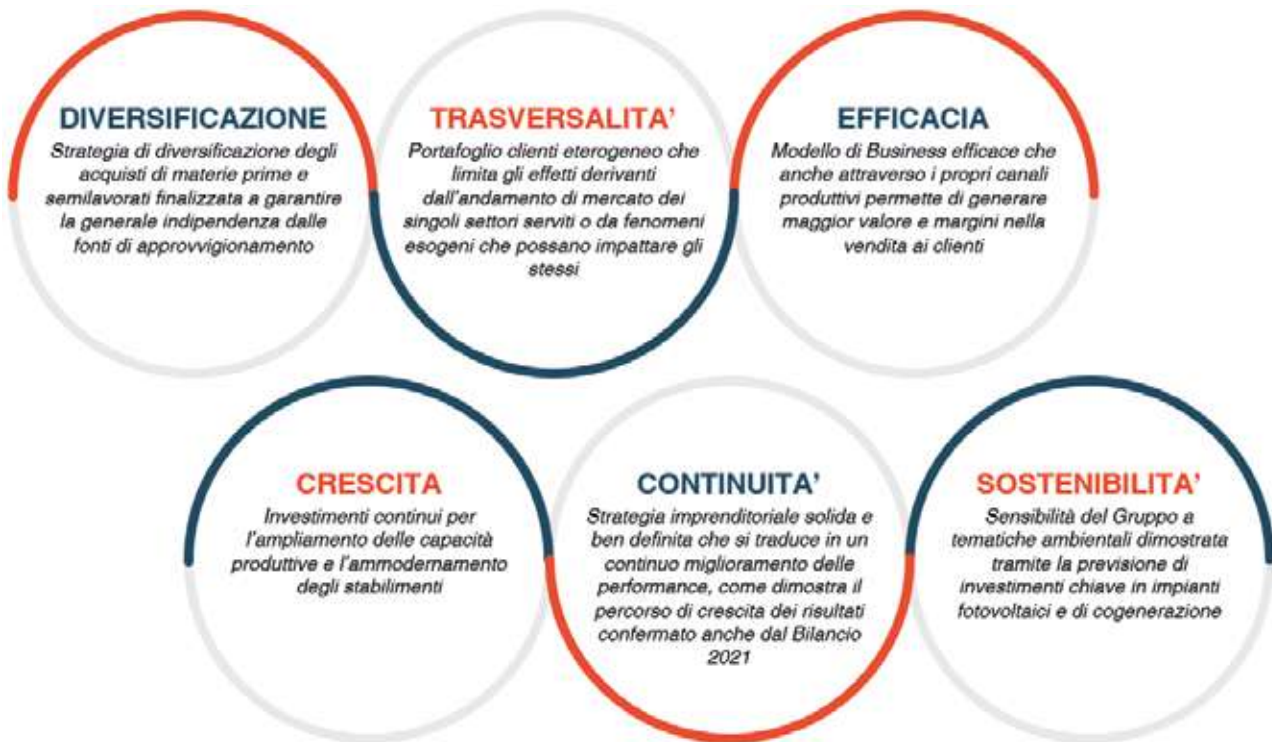 DIVERSIFICAZIONE
Strategia di diversificazione degli
acquisti di materie prime e
semilavorati finalizzata a garantire
la generale indipendenza dalle
fonti di approvvigionamento
TRASVERSALITA'
Portafoglio clienti eterogeneo che
limita gli effetti derivanti
dall'andamento di mercato dei
singoli settori serviti o da fenomeni
esogeni che possano impattare gli
stessi
EFFICACIA
Modello di Business efficace che
anche attraverso i propri canali
produttivi permette di generare
maggior valore e margini nella
vendita ai clienti
CRESCITA
Investimenti continui per
l'ampliamento delle capacità
produttive e l'ammodernamento
degli stabilimenti
CONTINUITA'
Strategia imprenditoriale solida e
ben definita che si traduce in un
continuo miglioramento delle
performance, come dimostra il
percorso di crescita dei risultati
confermato anche dal Bilancio
2021
SOSTENIBILITA'
Sensibilità del Gruppo a
tematiche ambientali dimostrata
tramite la previsione di
investimenti chiave in impianti
fotovoltaici e di cogenerazione